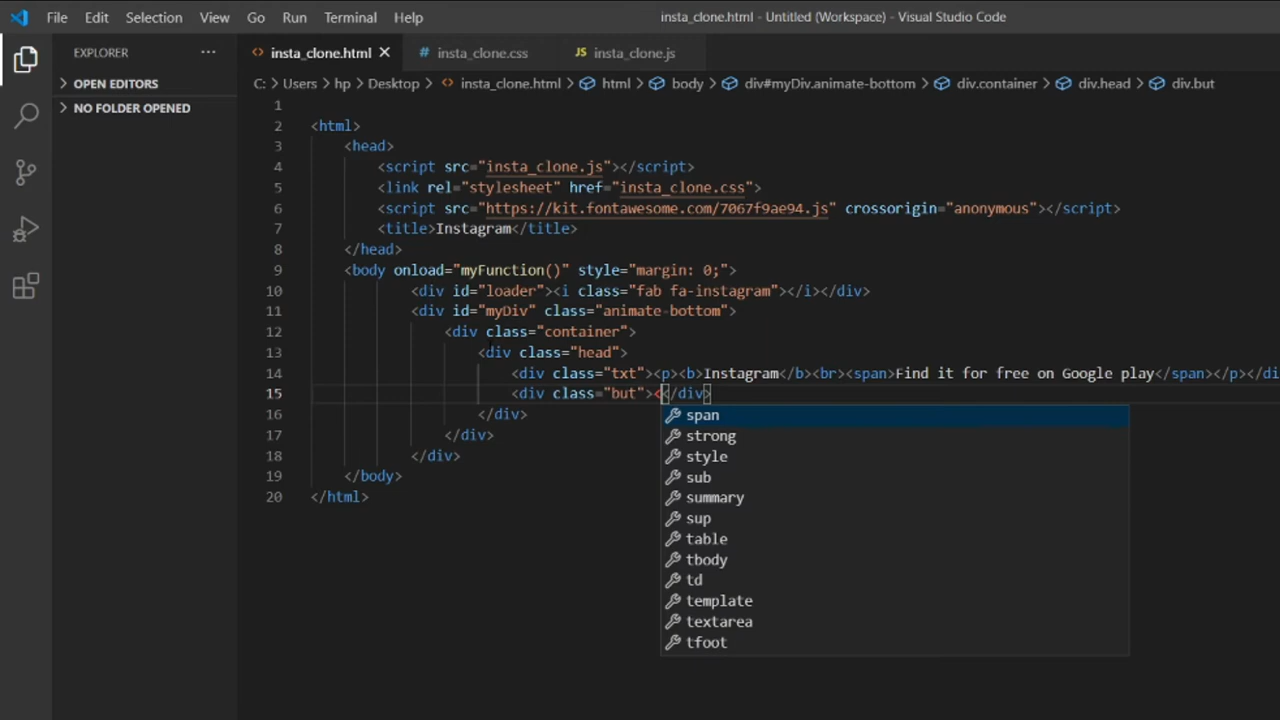 File Edit Selection View Go Run Terminal Help insta_clone.html - Untitled (Workspace) - Visual Studio Code
EXPLORER ··· <> insta_clone.html × # insta_clone.css JS insta_clone.js
> OPEN EDITORS
> NO FOLDER OPENED
C: > Users > hp > Desktop > <> insta_clone.html > html > body > div#myDiv.animate-bottom > div.container > div.head > div.but
1
2 <html>
3 <head>
4 <script src="insta_clone.js"></script>
5 <link rel="stylesheet" href="insta_clone.css">
6 <script src="https://kit.fontawesome.com/7067f9ae94.js" crossorigin="anonymous"></script>
7 <title>Instagram</title>
8 </head>
9 <body onload="myFunction()" style="margin: 0;">
10 <div id="loader"><i class="fab fa-instagram"></i></div>
11 <div id="myDiv" class="animate-bottom">
12 <div class="container">
13 <div class="head">
14 <div class="txt"><p><b>Instagram</b><br><span>Find it for free on Google play</span></p></di
15 <div class="but"><</div>
16 </div>
17 </div>
18 </div>
19 </body>
20 </html>
span
strong
style
sub
summary
sup
table
tbody
td
template
textarea
tfoot